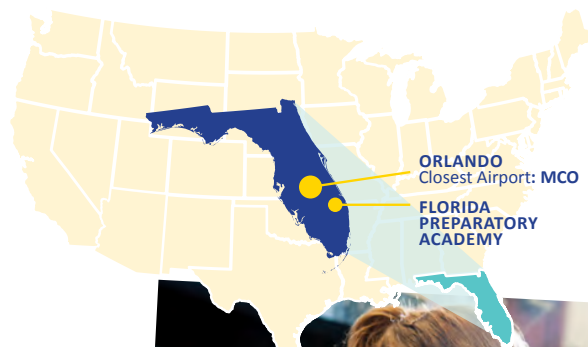 ORLANDO
Closest Airport: MCO
FLORIDA
PREPARATORY
ACADEMY